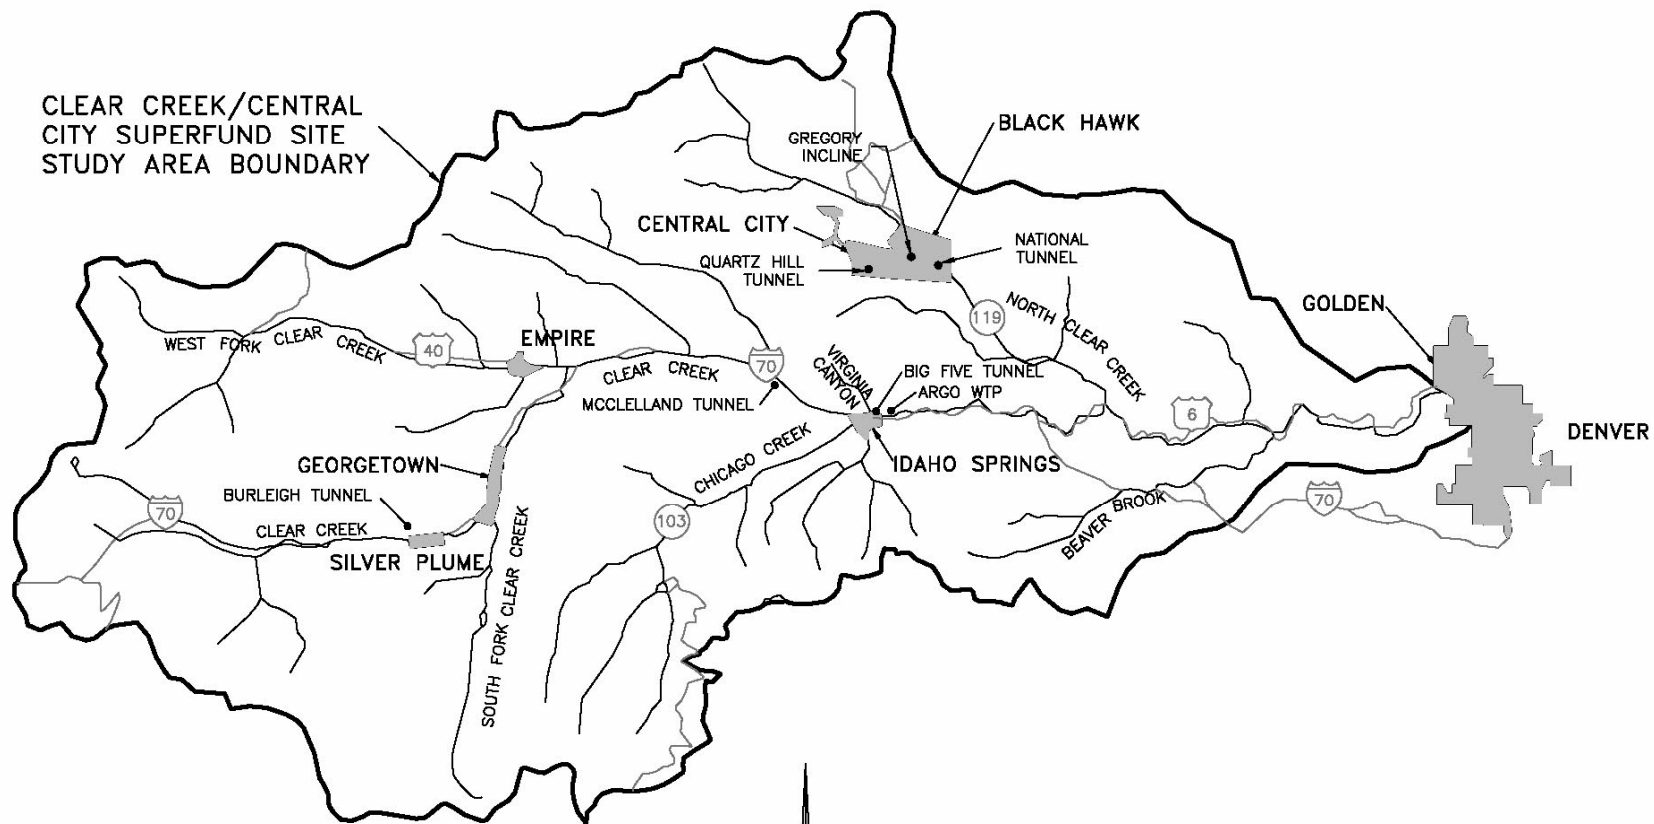 CLEAR CREEK/CENTRAL
CITY SUPERFUND SITE
STUDY AREA BOUNDARY
GREGORY
INCLINE
BLACK HAWK
CENTRAL CITY
QUARTZ HILL
TUNNEL
NATIONAL
TUNNEL
GOLDEN
119
NORTH CLEAR CREEK
WEST FORK CLEAR CREEK
40
EMPIRE
CLEAR CREEK
70
MCCLELLAND TUNNEL
VIRGINIA
CANYON
BIG FIVE TUNNEL
ARGO WTP
6
DENVER
GEORGETOWN
BURLEIGH TUNNEL
70
CLEAR CREEK
SILVER PLUME
SOUTH FORK CLEAR CREEK
CHICAGO CREEK
103
IDAHO SPRINGS
BEAVER BROOK
70